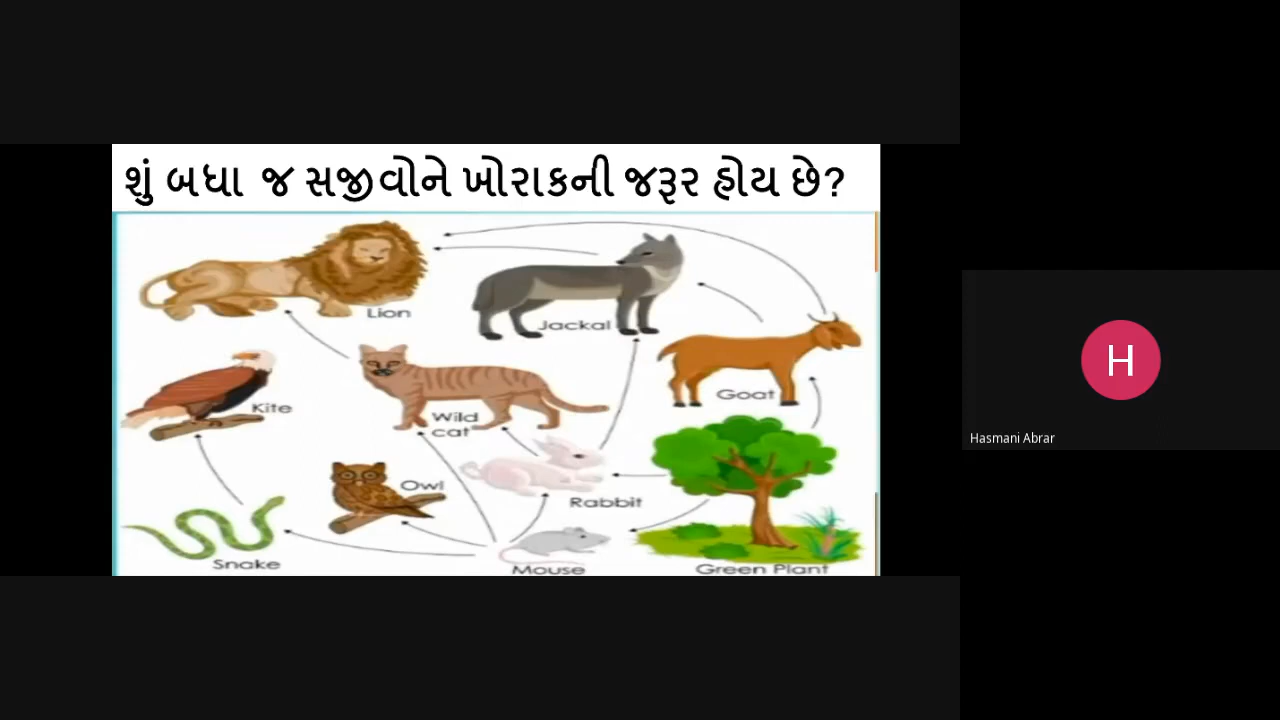 શું બધા જ સજીવોને ખોરાકની જરૂર હોય છે?
Lion
Jackal
Goat
Kite
Wild
cat
Owl
Rabbit
Snake
Mouse
Green Plant
H
Hasmani Abrar